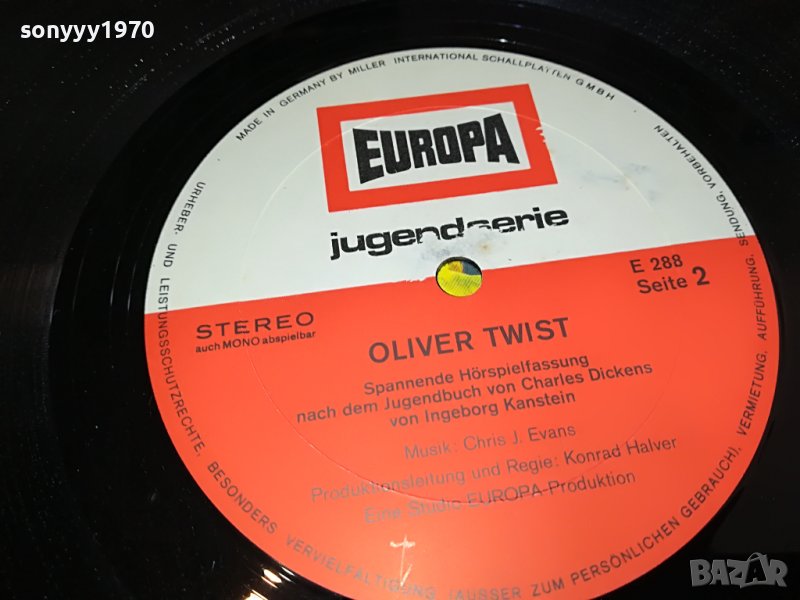 sonyyy1970
MADE IN GERMANY BY MILLER INTERNATIONAL SCHALLPLATTEN GMBH
EUROPA
jugendserie
E 288
Seite 2
STEREO
auch MONO abspielbar
OLIVER TWIST
Spannende Hörspielfassung
nach dem Jugendbuch von Charles Dickens
von Ingeborg Kanstein
Musik: Chris J. Evans
Produktionsleitung und Regie: Konrad Halver
Eine Studio EUROPA-Produktion
URHEBER- UND LEISTUNGSSCHUTZRECHTE, BESONDERS VERVIELFÄLTIGUNG (AUSSER ZUM PERSÖNLICHEN GEBRAUCH), VERMIETUNG, AUFFÜHRUNG, SENDUNG, VORBEHALTEN
BAZAR